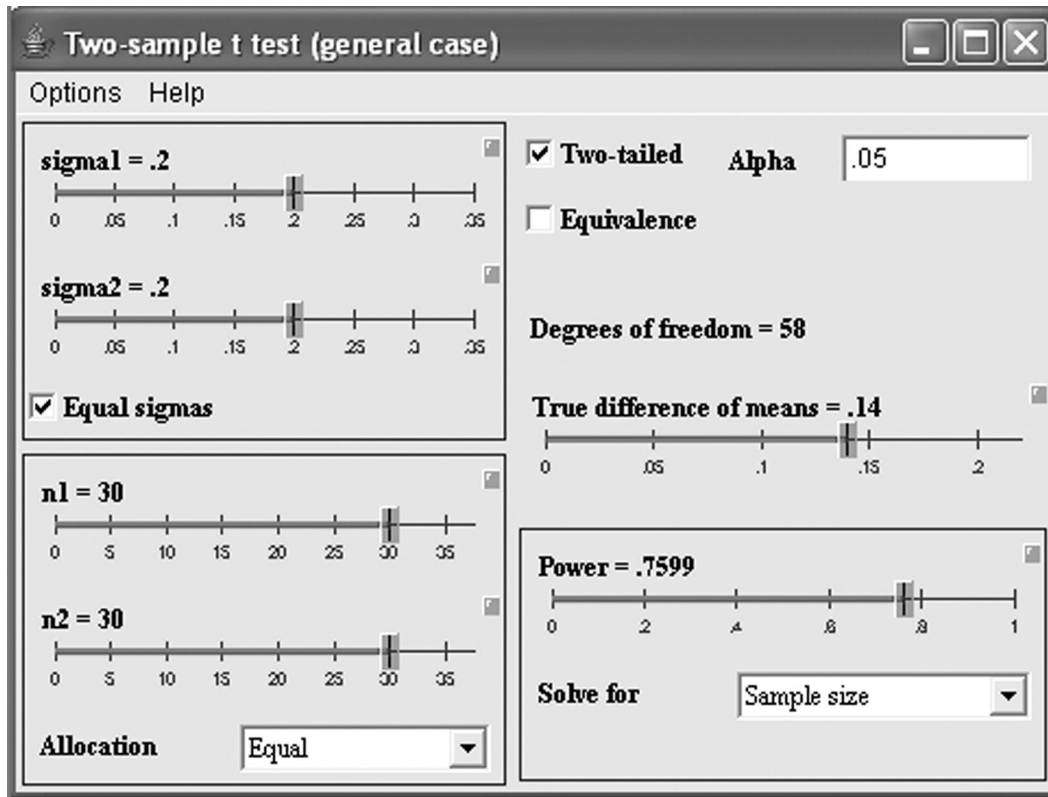 Two-sample t test (general case)
Options Help
sigma1 = .2
0 .05 .1 .15 .2 .25 .3 .35
sigma2 = .2
0 .05 .1 .15 .2 .25 .3 .35
Equal sigmas
n1 = 30
0 5 10 15 20 25 30 35
n2 = 30
0 5 10 15 20 25 30 35
Allocation Equal
Two-tailed Alpha .05
Equivalence
Degrees of freedom = 58
True difference of means = .14
0 .05 .1 .15 .2
Power = .7599
0 .2 .4 .6 .8 1
Solve for Sample size